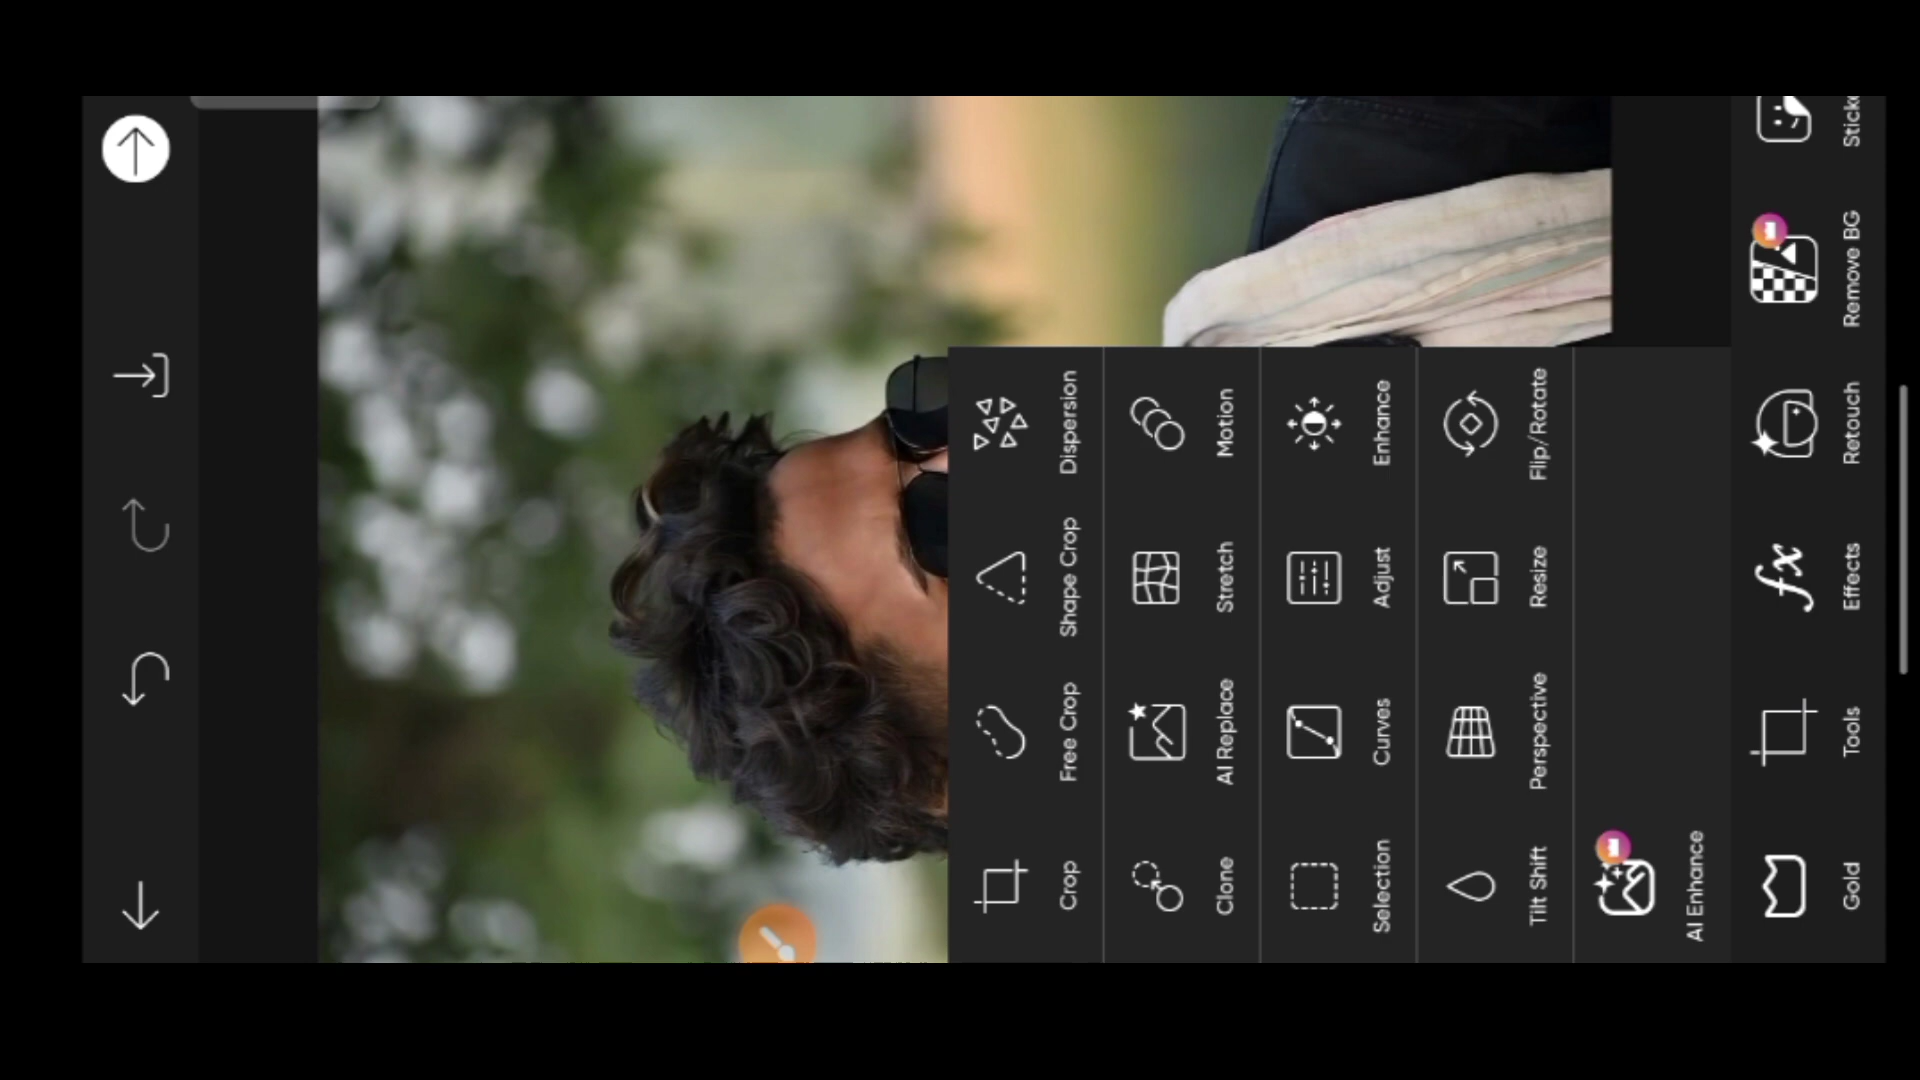 Crop Free Crop Shape Crop Dispersion
Clone AI Replace Stretch Motion
Selection Curves Adjust Enhance
Tilt Shift Perspective Resize Flip/Rotate
AI Enhance
Gold Tools Effects Retouch Remove BG